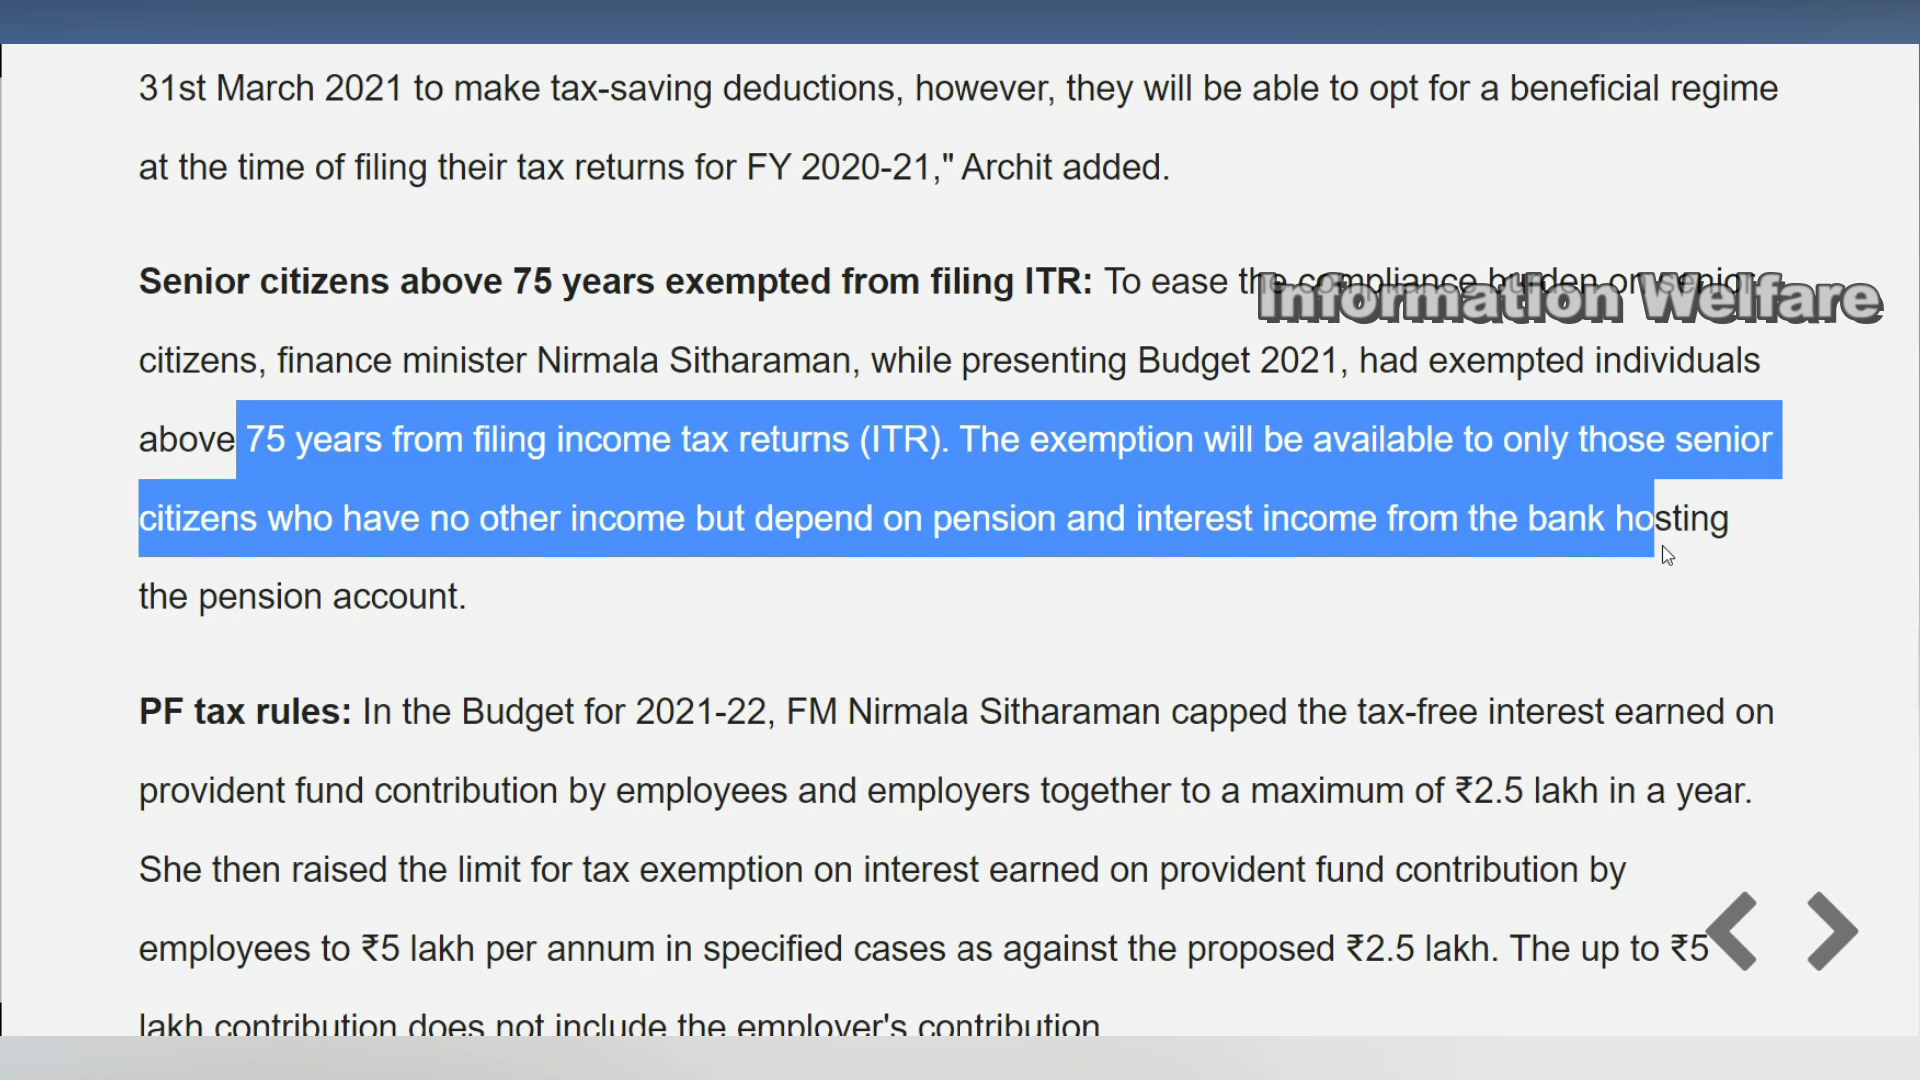 31st March 2021 to make tax-saving deductions, however, they will be able to opt for a beneficial regime
at the time of filing their tax returns for FY 2020-21," Archit added.
Senior citizens above 75 years exempted from filing ITR: To ease the compliance burden on senior
Information Welfare
citizens, finance minister Nirmala Sitharaman, while presenting Budget 2021, had exempted individuals
above 75 years from filing income tax returns (ITR). The exemption will be available to only those senior
citizens who have no other income but depend on pension and interest income from the bank hosting
the pension account.
PF tax rules: In the Budget for 2021-22, FM Nirmala Sitharaman capped the tax-free interest earned on
provident fund contribution by employees and employers together to a maximum of ₹2.5 lakh in a year.
She then raised the limit for tax exemption on interest earned on provident fund contribution by
employees to ₹5 lakh per annum in specified cases as against the proposed ₹2.5 lakh. The up to ₹5
lakh contribution does not include the employer's contribution